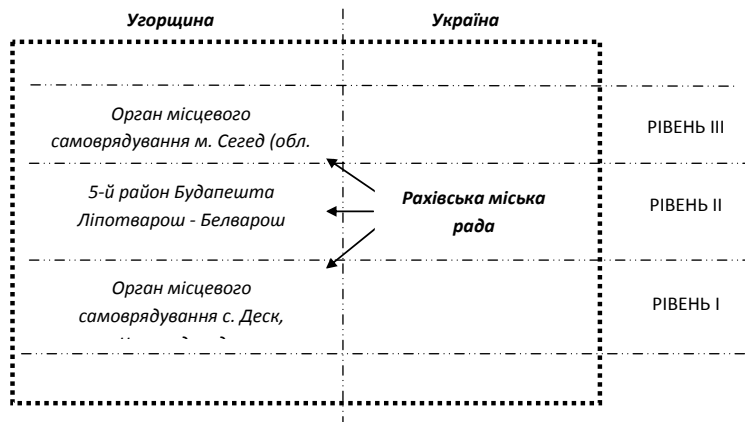 Угорщина Україна
Орган місцевого
самоврядування м. Сегед (обл.
РІВЕНЬ III
5-й район Будапешта
Ліпотварош - Белварош
Рахівська міська
рада
РІВЕНЬ II
Орган місцевого
самоврядування с. Деск,
РІВЕНЬ I